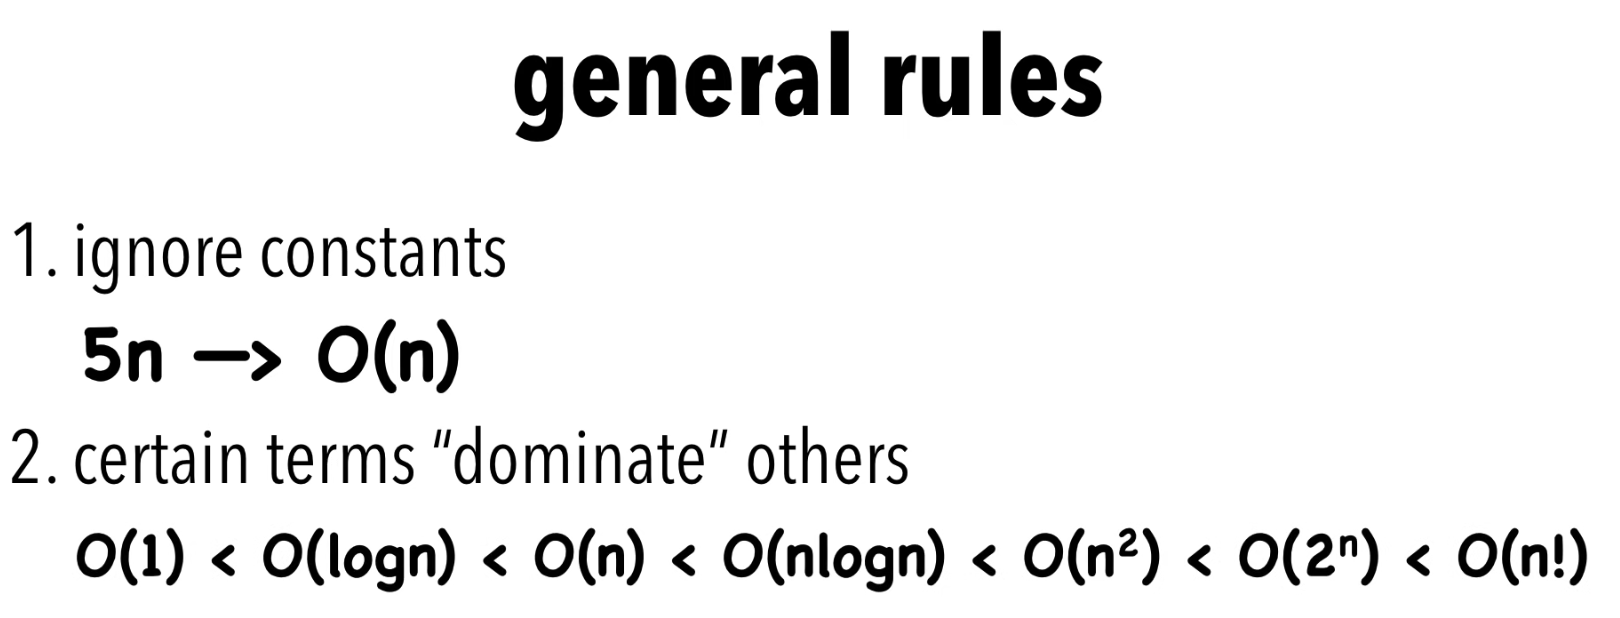 general rules
1. ignore constants
5n —> O(n)
2. certain terms "dominate" others
O(1) < O(logn) < O(n) < O(nlogn) < O(n²) < O(2ⁿ) < O(n!)